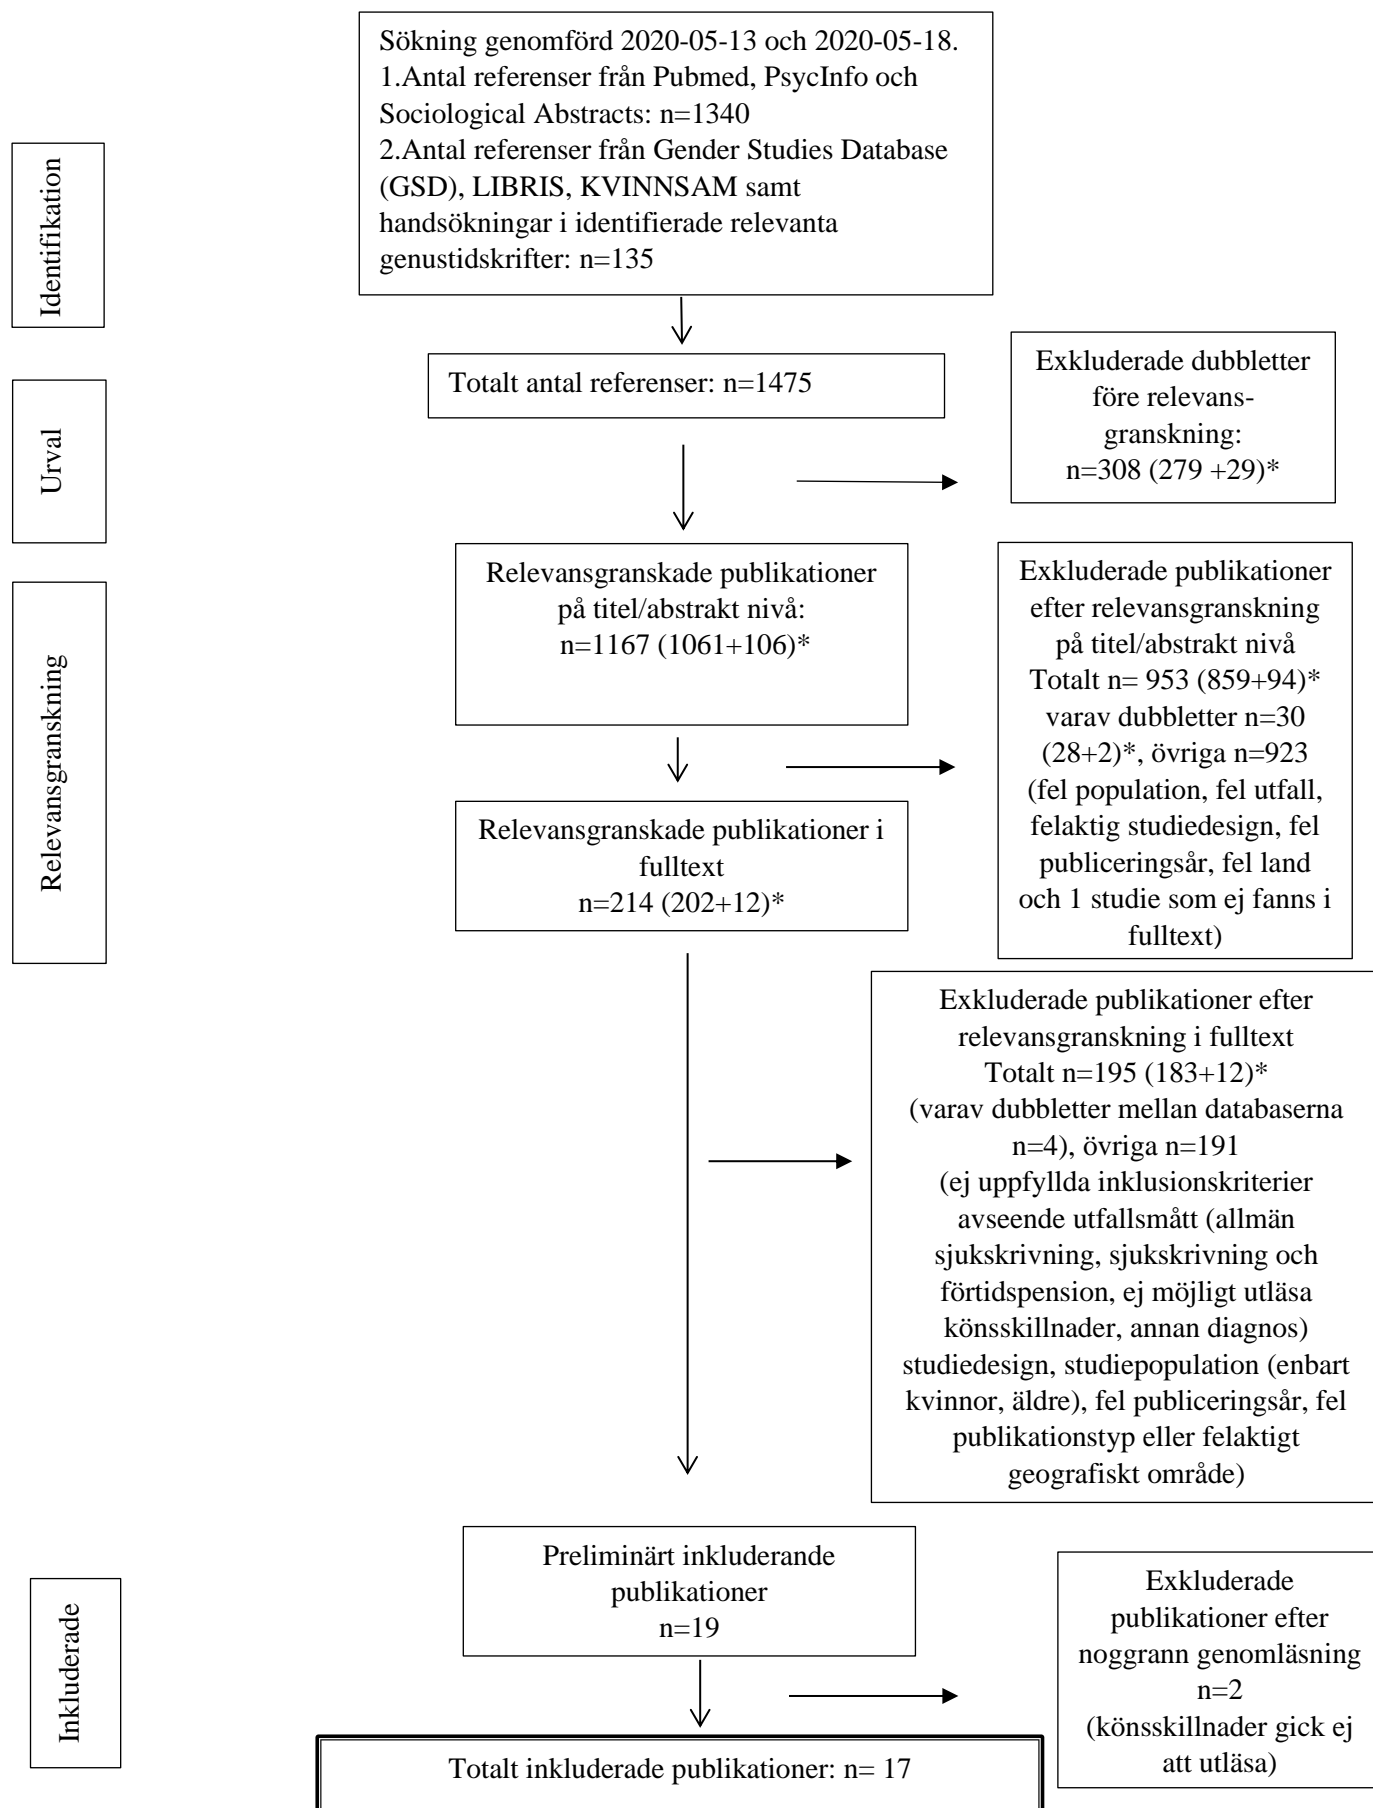 Sökning genomförd 2020-05-13 och 2020-05-18.
1.Antal referenser från Pubmed, PsycInfo och
Sociological Abstracts: n=1340
2.Antal referenser från Gender Studies Database
(GSD), LIBRIS, KVINNSAM samt
handsökningar i identifierade relevanta
genustidskrifter: n=135
Identifikation
Totalt antal referenser: n=1475
Exkluderade dubbletter
före relevans-
granskning:
n=308 (279 +29)*
Urval
Relevansgranskade publikationer
på titel/abstrakt nivå:
n=1167 (1061+106)*
Exkluderade publikationer
efter relevansgranskning
på titel/abstrakt nivå
Totalt n= 953 (859+94)*
varav dubbletter n=30
(28+2)*, övriga n=923
(fel population, fel utfall,
felaktig studiedesign, fel
publiceringsår, fel land
och 1 studie som ej fanns i
fulltext)
Relevansgranskning
Relevansgranskade publikationer i
fulltext
n=214 (202+12)*
Exkluderade publikationer efter
relevansgranskning i fulltext
Totalt n=195 (183+12)*
(varav dubbletter mellan databaserna
n=4), övriga n=191
(ej uppfyllda inklusionskriterier
avseende utfallsmått (allmän
sjukskrivning, sjukskrivning och
förtidspension, ej möjligt utläsa
könsskillnader, annan diagnos)
studiedesign, studiepopulation (enbart
kvinnor, äldre), fel publiceringsår, fel
publikationstyp eller felaktigt
geografiskt område)
Preliminärt inkluderande
publikationer
n=19
Exkluderade
publikationer efter
noggrann genomläsning
n=2
(könsskillnader gick ej
att utläsa)
Inkluderade
Totalt inkluderade publikationer: n= 17